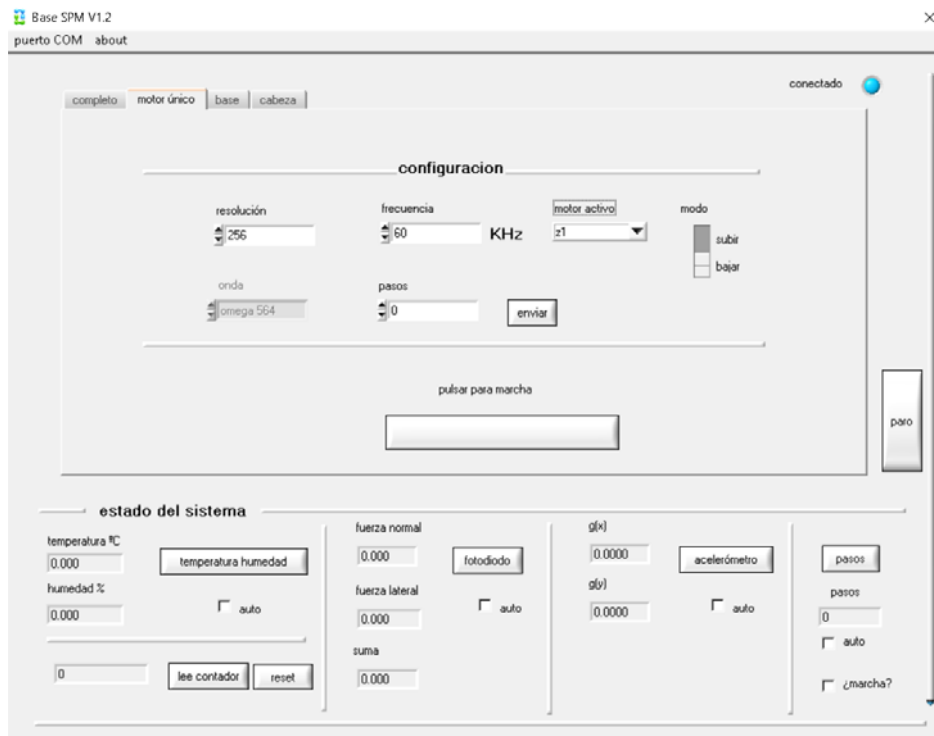 Base SPM V1.2
puerto COM about
conectado
completo motor único base cabeza
configuracion
resolución frecuencia motor activo modo
256 60 KHz z1 subir
bajar
onda pasos
omega 564 0 enviar
pulsar para marcha
paro
estado del sistema
temperatura ºC
0.000
temperatura humedad
humedad %
0.000
auto
0 lee contador reset
fuerza normal
0.000 fotodiodo
fuerza lateral
0.000 auto
suma
0.000
g(x)
0.0000 acelerómetro
g(y)
0.0000 auto
pasos
pasos
0
auto
¿marcha?